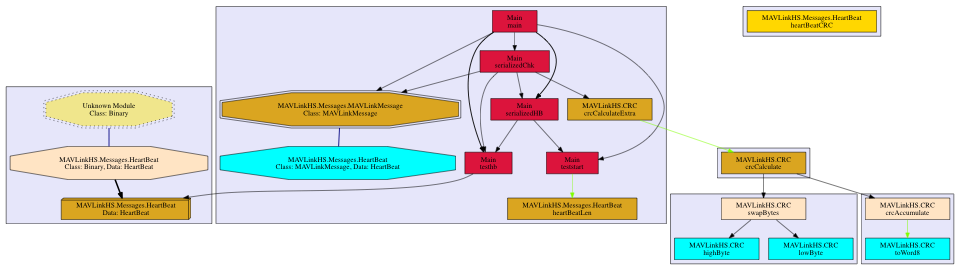 Main
main
MAVLinkHS.Messages.HeartBeat
heartBeatCRC
Main
serializedChk
Unknown Module
Class: Binary
MAVLinkHS.Messages.MAVLinkMessage
Class: MAVLinkMessage
Main
serializedHB
MAVLinkHS.CRC
crcCalculateExtra
MAVLinkHS.Messages.HeartBeat
Class: Binary, Data: HeartBeat
MAVLinkHS.Messages.HeartBeat
Class: MAVLinkMessage, Data: HeartBeat
Main
testhb
Main
teststart
MAVLinkHS.CRC
crcCalculate
MAVLinkHS.Messages.HeartBeat
Data: HeartBeat
MAVLinkHS.Messages.HeartBeat
heartBeatLen
MAVLinkHS.CRC
swapBytes
MAVLinkHS.CRC
crcAccumulate
MAVLinkHS.CRC
highByte
MAVLinkHS.CRC
lowByte
MAVLinkHS.CRC
toWord8